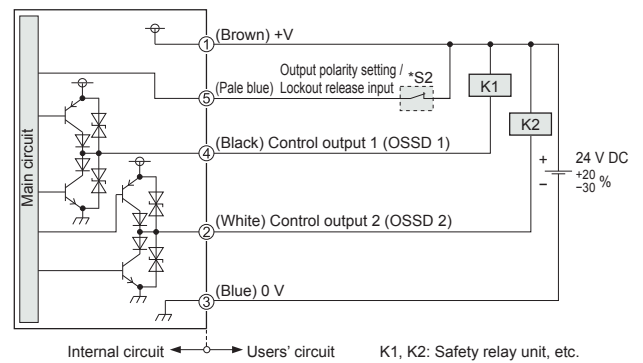 Main circuit
1 (Brown) +V
5 (Pale blue) Output polarity setting /
Lockout release input
*S2
K1
K2
4 (Black) Control output 1 (OSSD 1)
+
−
24 V DC
+20
−30 %
2 (White) Control output 2 (OSSD 2)
3 (Blue) 0 V
Internal circuit
Users' circuit
K1, K2: Safety relay unit, etc.